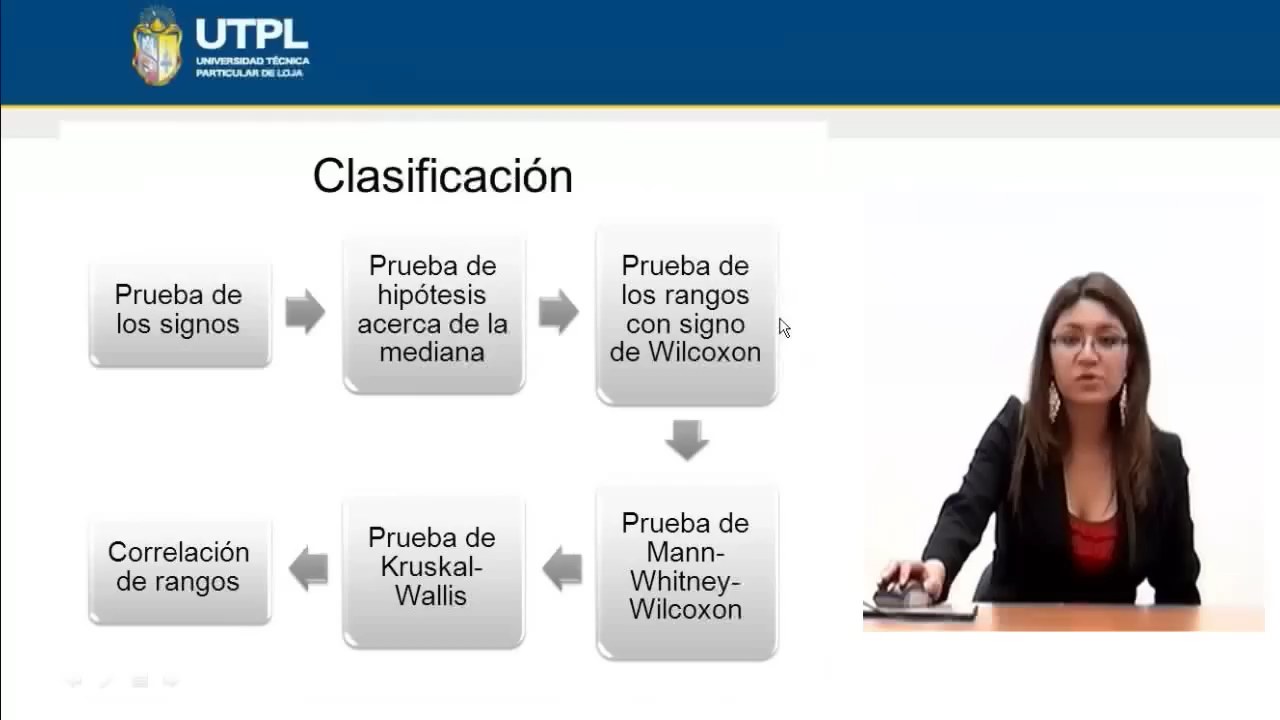 UTPL
UNIVERSIDAD TÉCNICA
PARTICULAR DE LOJA
Clasificación
Prueba de
los signos
Prueba de
hipótesis
acerca de la
mediana
Prueba de
los rangos
con signo
de Wilcoxon
Prueba de
Mann-
Whitney-
Wilcoxon
Prueba de
Kruskal-
Wallis
Correlación
de rangos